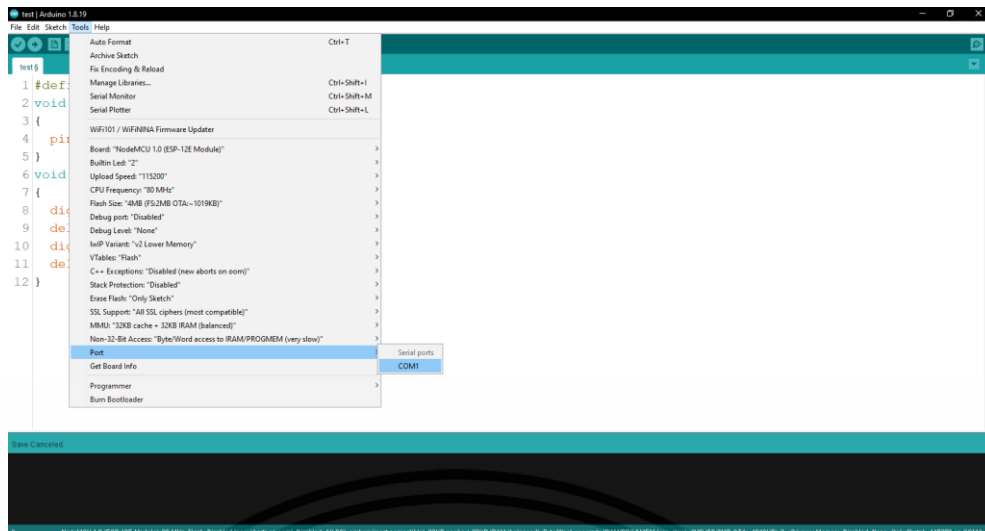 test | Arduino 1.8.19
File Edit Sketch Tools Help
test §
Auto Format Ctrl+T
Archive Sketch
Fix Encoding & Reload
Manage Libraries... Ctrl+Shift+I
Serial Monitor Ctrl+Shift+M
Serial Plotter Ctrl+Shift+L
WiFi101 / WiFiNINA Firmware Updater
Board: "NodeMCU 1.0 (ESP-12E Module)"
Builtin Led: "2"
Upload Speed: "115200"
CPU Frequency: "80 MHz"
Flash Size: "4MB (FS:2MB OTA:~1019KB)"
Debug port: "Disabled"
Debug Level: "None"
lwIP Variant: "v2 Lower Memory"
VTables: "Flash"
C++ Exceptions: "Disabled (new aborts on oom)"
Stack Protection: "Disabled"
Erase Flash: "Only Sketch"
SSL Support: "All SSL ciphers (most compatible)"
MMU: "32KB cache + 32KB IRAM (balanced)"
Non-32-Bit Access: "Byte/Word access to IRAM/PROGMEM (very slow)"
Port Serial ports
Get Board Info COM1
Programmer
Burn Bootloader
1 #def
2 void
3 {
4 pi
5 }
6 void
7 {
8 dig
9 de
10 dig
11 de
12 }
Save Canceled.